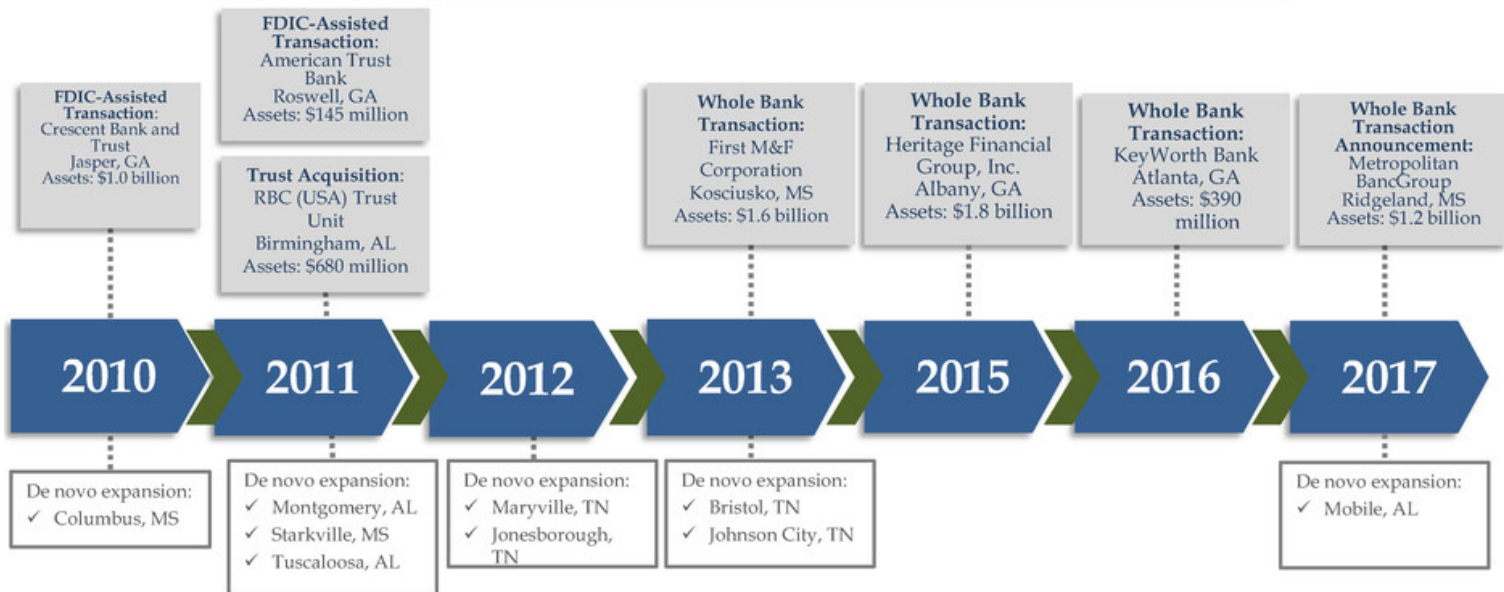 FDIC-Assisted
Transaction:
Crescent Bank and
Trust
Jasper, GA
Assets: $1.0 billion
FDIC-Assisted
Transaction:
American Trust
Bank
Roswell, GA
Assets: $145 million
Trust Acquisition:
RBC (USA) Trust
Unit
Birmingham, AL
Assets: $680 million
Whole Bank
Transaction:
First M&F
Corporation
Kosciusko, MS
Assets: $1.6 billion
Whole Bank
Transaction:
Heritage Financial
Group, Inc.
Albany, GA
Assets: $1.8 billion
Whole Bank
Transaction:
KeyWorth Bank
Atlanta, GA
Assets: $390
million
Whole Bank
Transaction
Announcement:
Metropolitan
BancGroup
Ridgeland, MS
Assets: $1.2 billion
2010
2011
2012
2013
2015
2016
2017
De novo expansion:
✓ Columbus, MS
De novo expansion:
✓ Montgomery, AL
✓ Starkville, MS
✓ Tuscaloosa, AL
De novo expansion:
✓ Maryville, TN
✓ Jonesborough,
TN
De novo expansion:
✓ Bristol, TN
✓ Johnson City, TN
De novo expansion:
✓ Mobile, AL